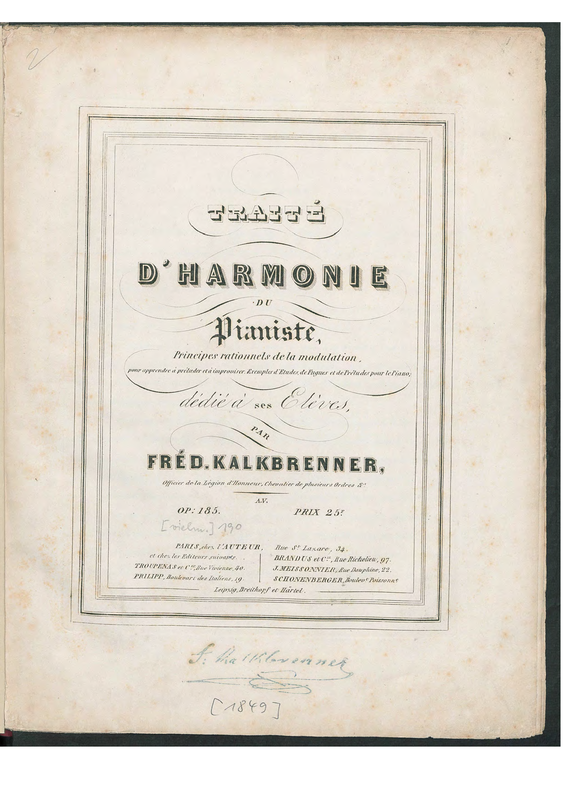 2
TRAITÉ
D'HARMONIE
DU
Pianiste,
Principes rationnels de la modulation,
pour apprendre à préluder et à improviser. Exemples d'Etudes, de Fugues et de Préludes pour le Piano;
dédié à ses Elèves,
PAR
FRÉD. KALKBRENNER,
Officier de la Légion d'Honneur, Chevalier de plusieurs Ordres &c.
A.V.
OP: 185. PRIX 25f
[vielm.] 190
PARIS, chez l'AUTEUR, Rue St. Lazare, 34.
et chez les Editeurs suivants.
TROUPENAS et Cie, Rue Vivienne, 40.
PHILIPP, Boulevart des Italiens, 19.
BRANDUS et Cie, Rue Richelieu, 97.
J. MEISSONNIER, Rue Dauphine, 22.
SCHONENBERGER, Boulevt Poissonre
Leipzig, Breitkopf et Härtel.
F. Kalkbrenner
[1849]